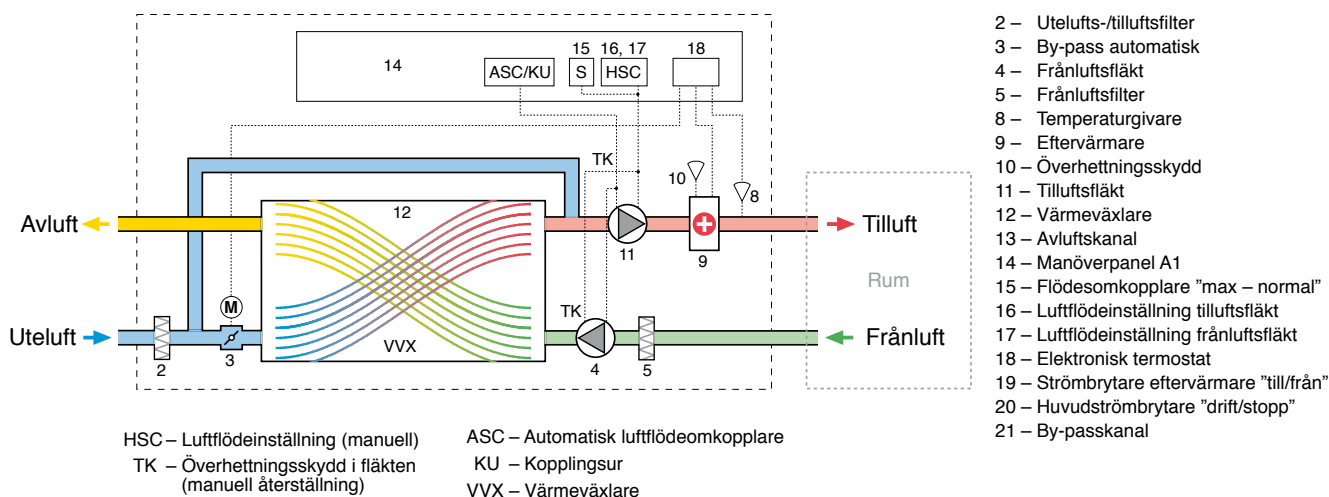 15 16, 17 18
14 ASC/KU S HSC
TK
10 8
12
Avluft
11 9
Tilluft
Rum
M
TK
Uteluft
VVX
Frånluft
2 3 4 5
HSC – Luftflödeinställning (manuell)
TK – Överhettningsskydd i fläkten
(manuell återställning)
ASC – Automatisk luftflödeomkopplare
KU – Kopplingsur
VVX – Värmeväxlare
2 – Utelufts-/tilluftsfilter
3 – By-pass automatisk
4 – Frånluftsfläkt
5 – Frånluftsfilter
8 – Temperaturgivare
9 – Eftervärmare
10 – Överhettningsskydd
11 – Tilluftsfläkt
12 – Värmeväxlare
13 – Avluftskanal
14 – Manöverpanel A1
15 – Flödesomkopplare ”max – normal”
16 – Luftflödeinställning tilluftsfläkt
17 – Luftflödeinställning frånluftsfläkt
18 – Elektronisk termostat
19 – Strömbrytare eftervärmare ”till/från”
20 – Huvudströmbrytare ”drift/stopp”
21 – By-passkanal